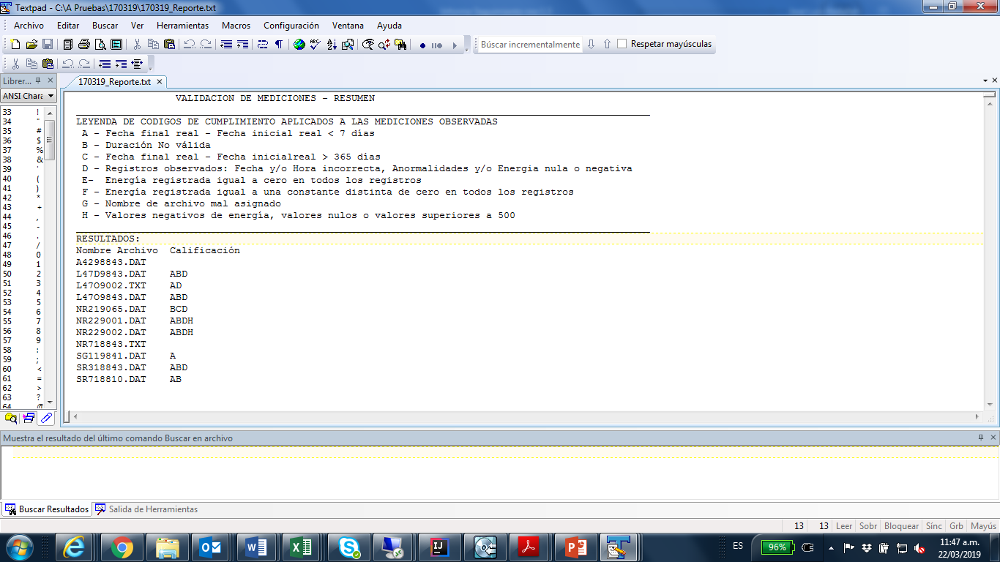 Textpad - C:\A Pruebas\170319\170319_Reporte.txt
Archivo Editar Buscar Ver Herramientas Macros Configuración Ventana Ayuda
Búscar incrementalmente Respetar mayúsculas
Librer...
170319_Reporte.txt
ANSI Chara
33 !
34 "
35 #
36 $
37 %
38 &
39 '
40 (
41 )
42 *
43 +
44 ,
45 -
46 .
47 /
48 0
49 1
50 2
51 3
52 4
53 5
54 6
55 7
56 8
57 9
58 :
59 ;
60 <
61 =
62 >
63 ?
64 @
VALIDACION DE MEDICIONES - RESUMEN
LEYENDA DE CODIGOS DE CUMPLIMIENTO APLICADOS A LAS MEDICIONES OBSERVADAS
A - Fecha final real - Fecha inicial real < 7 días
B - Duración No válida
C - Fecha final real - Fecha inicialreal > 365 días
D - Registros observados: Fecha y/o Hora incorrecta, Anormalidades y/o Energia nula o negativa
E- Energía registrada igual a cero en todos los registros
F - Energía registrada igual a una constante distinta de cero en todos los registros
G - Nombre de archivo mal asignado
H - Valores negativos de energía, valores nulos o valores superiores a 500
RESULTADOS:
Nombre Archivo Calificación
A4298843.DAT
L47D9843.DAT ABD
L47O9002.TXT AD
L47O9843.DAT ABD
NR219065.DAT BCD
NR229001.DAT ABDH
NR229002.DAT ABDH
NR718843.TXT
SG119841.DAT A
SR318843.DAT ABD
SR718810.DAT AB
Muestra el resultado del último comando Buscar en archivo
Buscar Resultados Salida de Herramientas
13 13 Leer Sobr Bloquear Sínc Grb Mayús
ES 96% 11:47 a.m.
22/03/2019